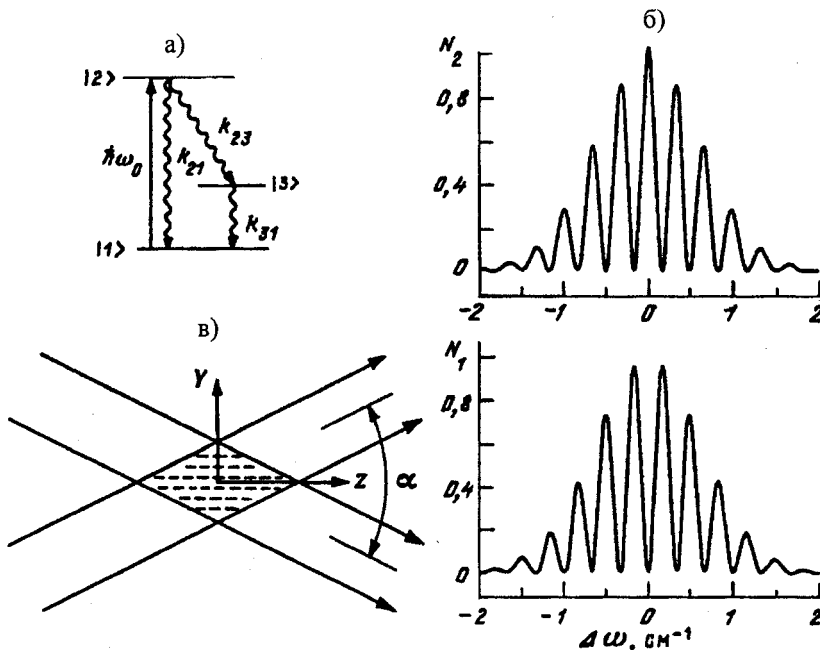 а)
|2>
ħω₀
k₂₁
k₂₃
|3>
k₃₁
|1>
б)
N₂
0,8
0,4
0
-2 -1 0 1 2
в)
Y
Z
α
N₁
0,8
0,4
0
-2 -1 0 1 2
Δω, см⁻¹